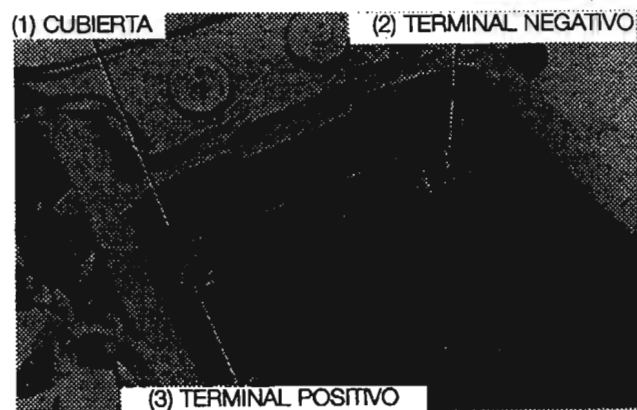 (1) CUBIERTA
(2) TERMINAL NEGATIVO
(3) TERMINAL POSITIVO